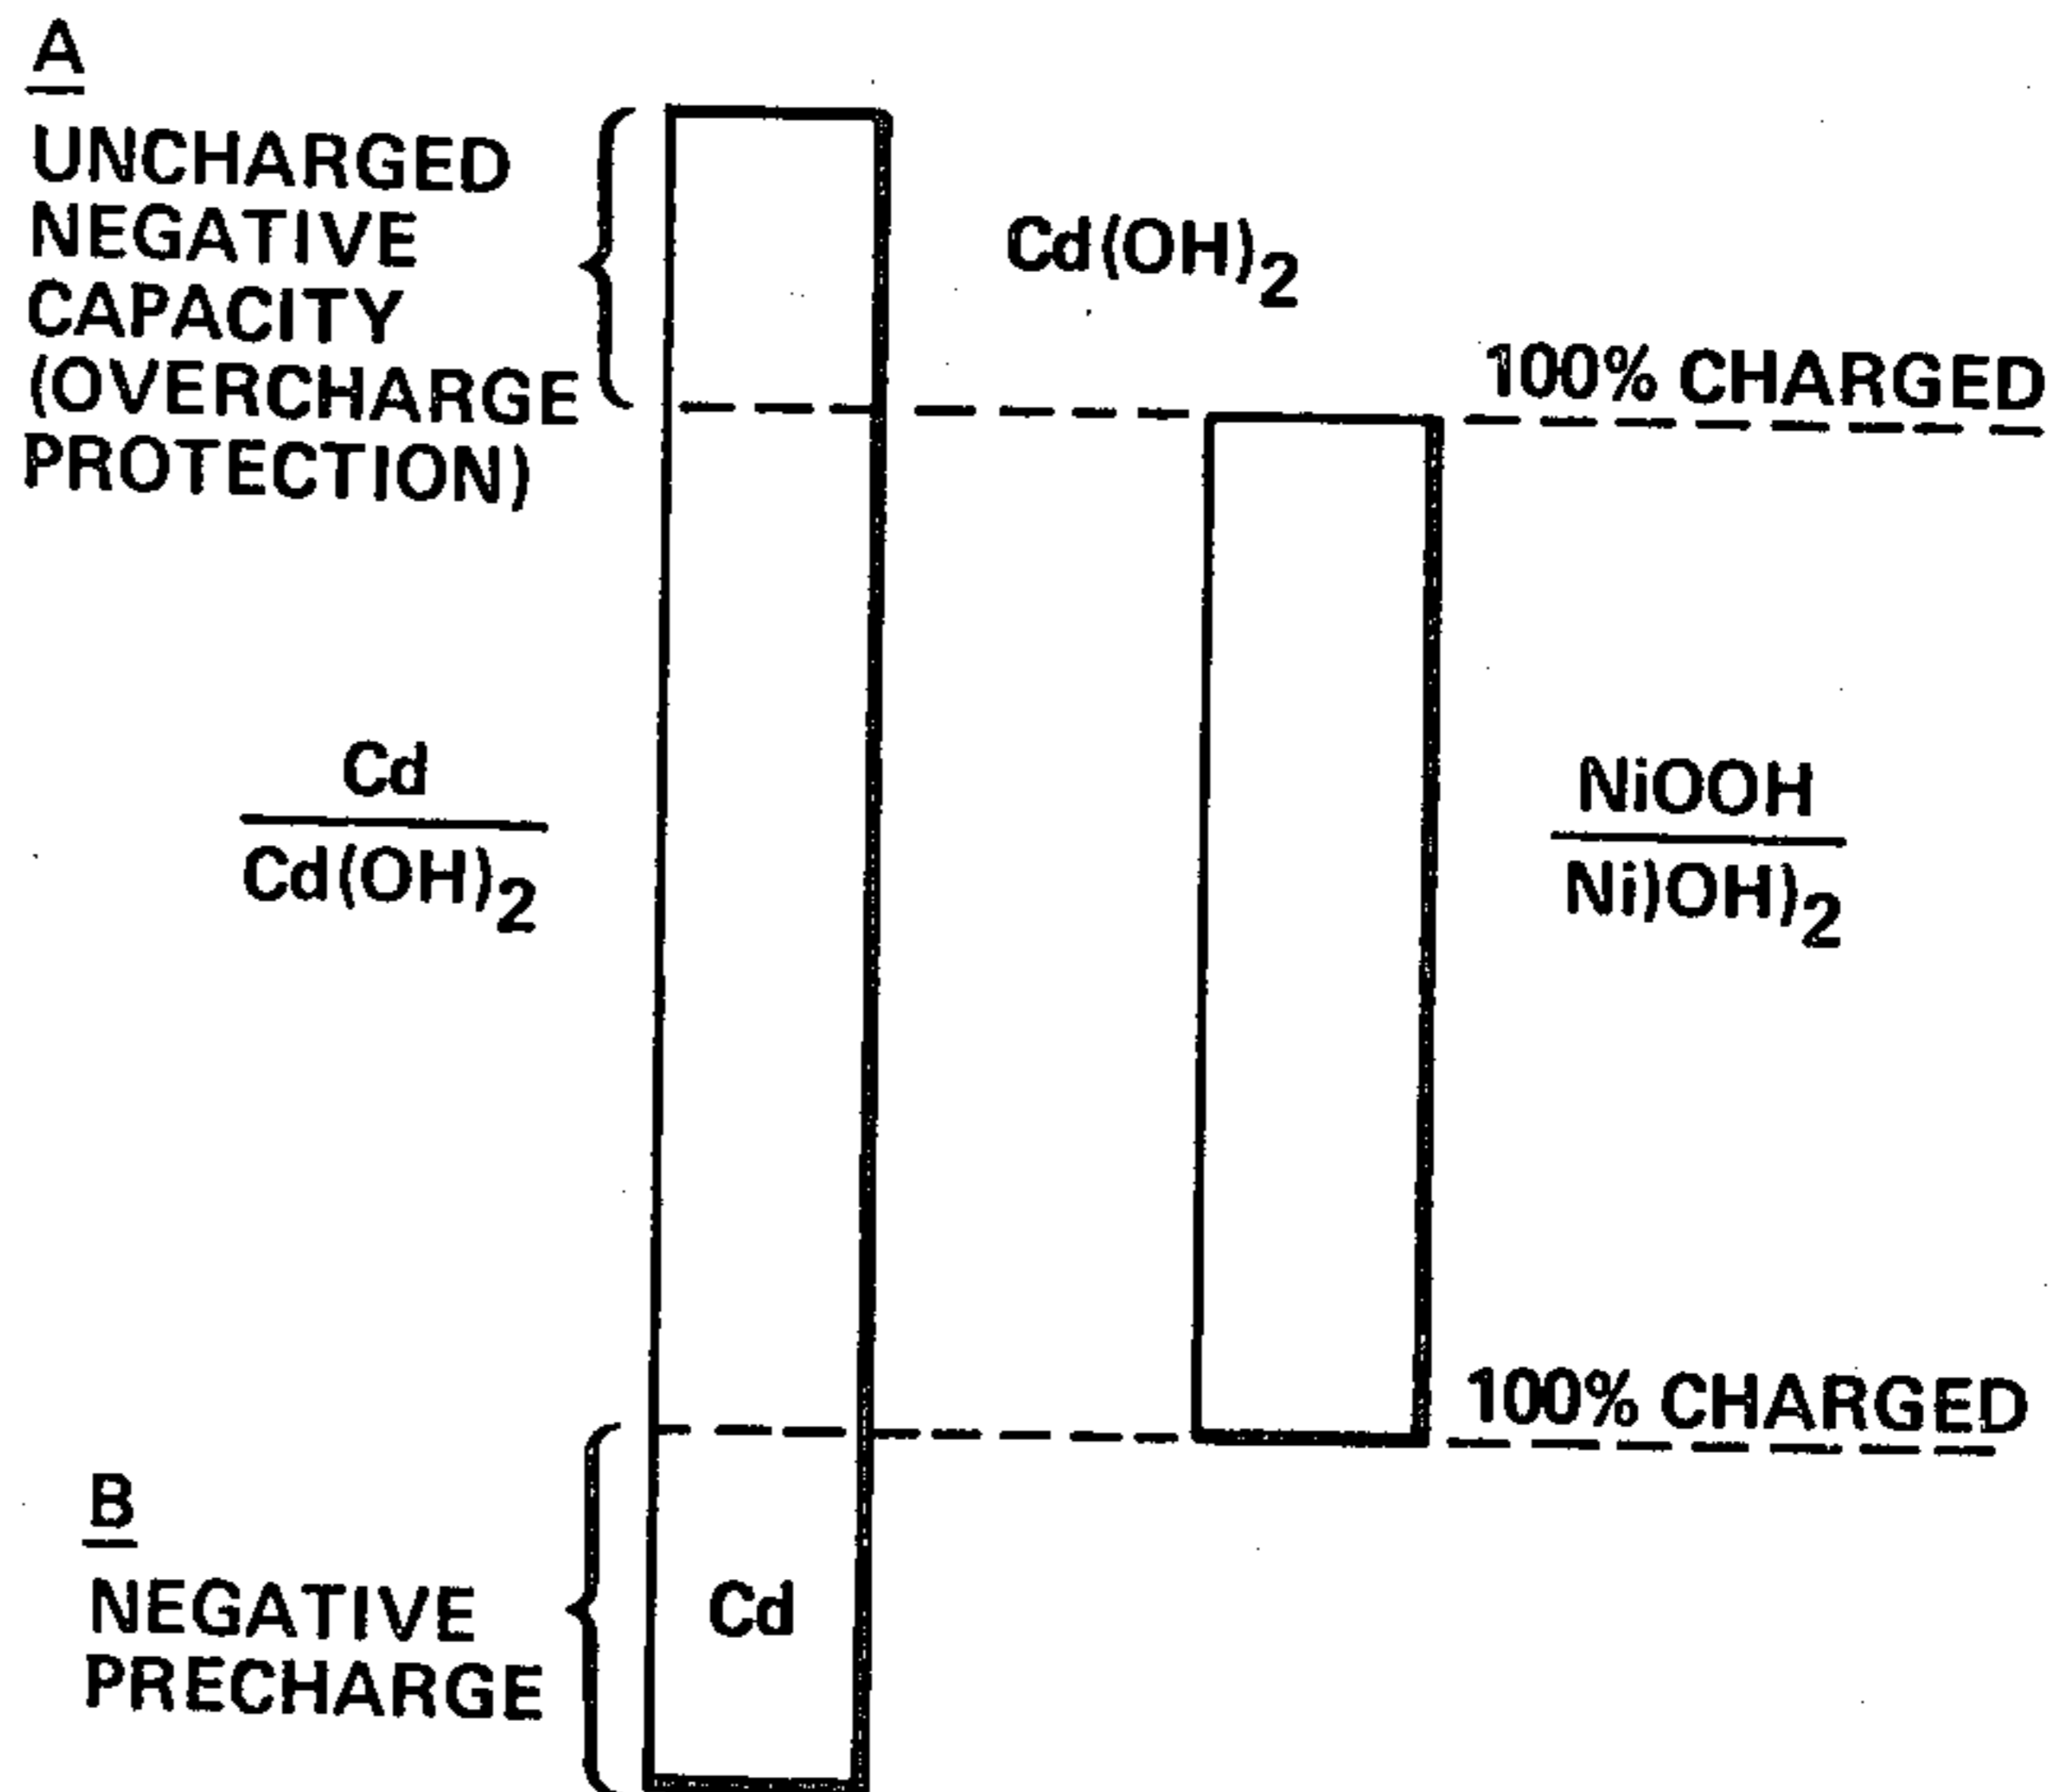 A
UNCHARGED
NEGATIVE
CAPACITY
(OVERCHARGE
PROTECTION)
Cd(OH)2
100% CHARGED
Cd
Cd(OH)2
NiOOH
Ni)OH)2
100% CHARGED
B
NEGATIVE
PRECHARGE
Cd